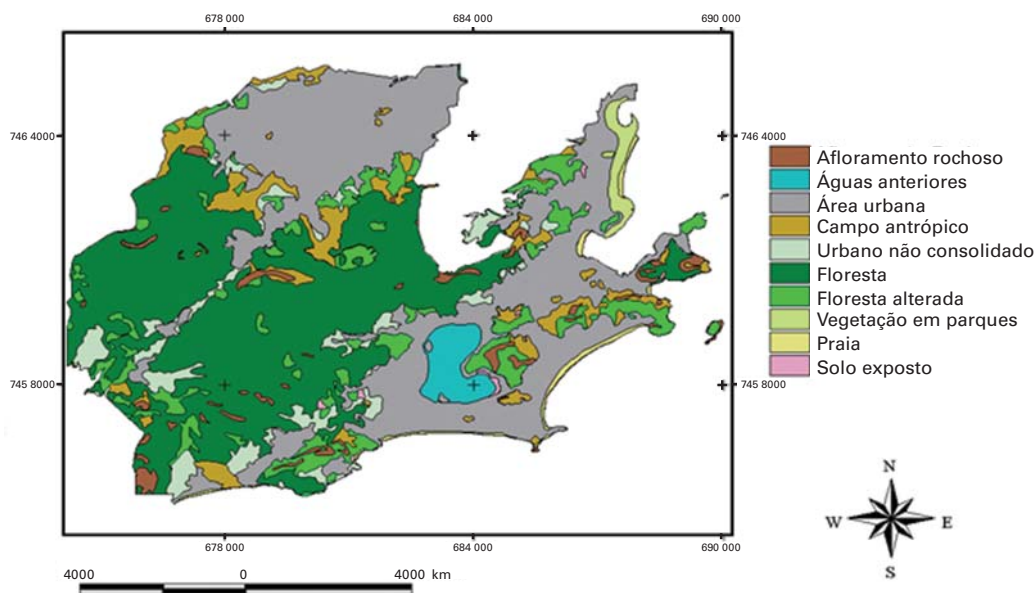 678 000 684 000 690 000
746 4000 746 4000
Afloramento rochoso
Águas anteriores
Área urbana
Campo antrópico
Urbano não consolidado
Floresta
Floresta alterada
Vegetação em parques
Praia
Solo exposto
745 8000 745 8000
N
W E
S
678 000 684 000 690 000
4000 0 4000 km